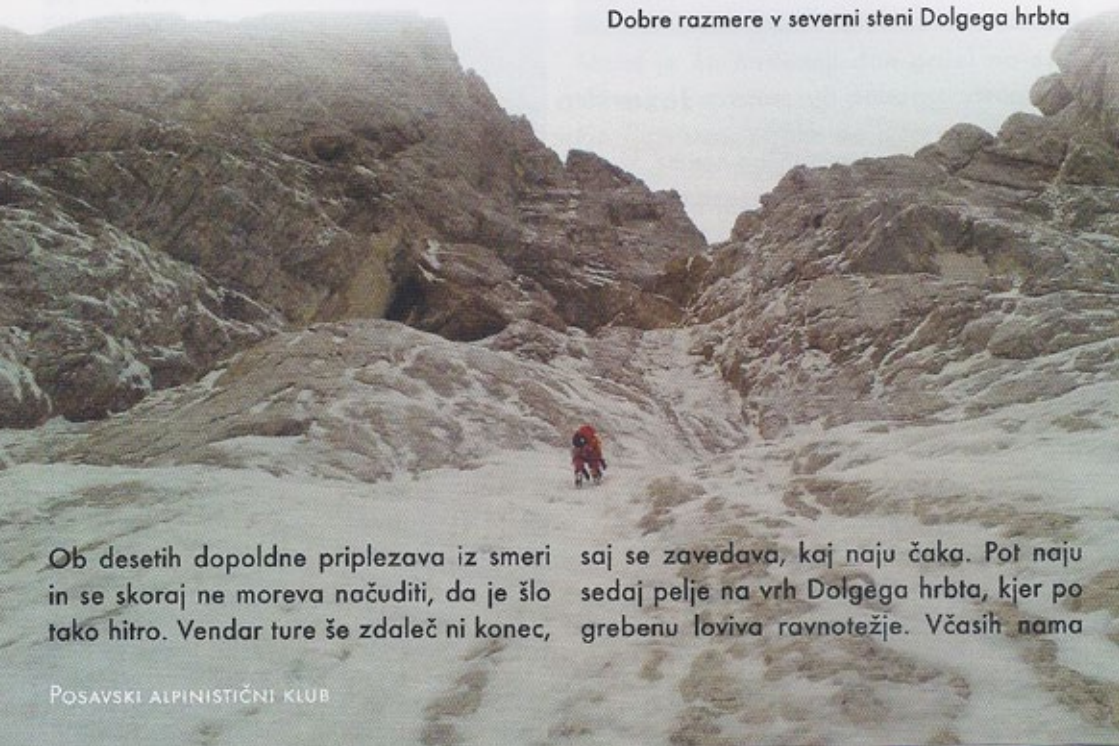 Dobre razmere v severni steni Dolgega hrbta
Ob desetih dopoldne priplezava iz smeri
in se skoraj ne moreva načuditi, da je šlo
tako hitro. Vendar ture še zdaleč ni konec,
saj se zavedava, kaj naju čaka. Pot naju
sedaj pelje na vrh Dolgega hrbta, kjer po
grebenu loviva ravnotežje. Včasih nama
POSAVSKI ALPINISTIČNI KLUB